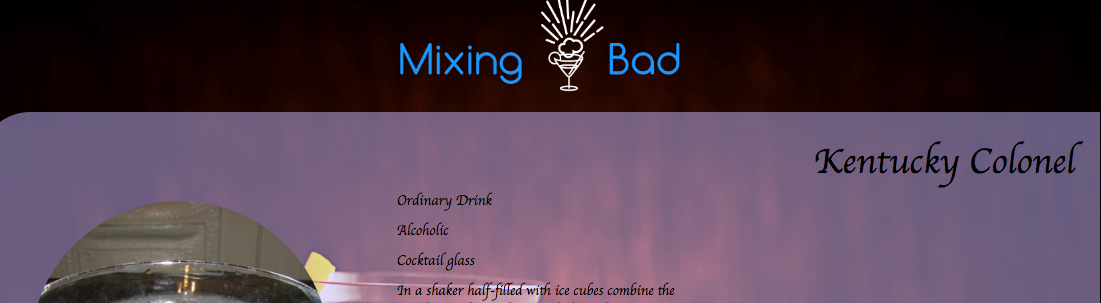 Mixing Bad
Kentucky Colonel
Ordinary Drink
Alcoholic
Cocktail glass
In a shaker half-filled with ice cubes combine the